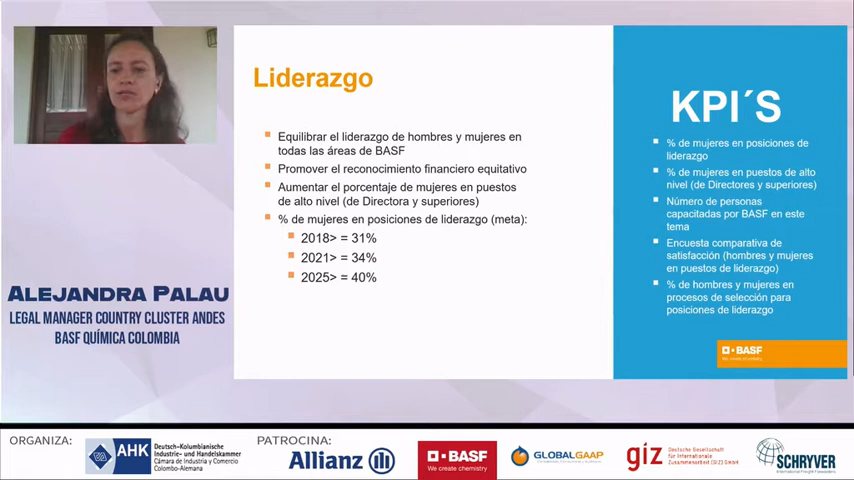 Liderazgo
Equilibrar el liderazgo de hombres y mujeres en
todas las áreas de BASF
Promover el reconocimiento financiero equitativo
Aumentar el porcentaje de mujeres en puestos
de alto nivel (de Directora y superiores)
% de mujeres en posiciones de liderazgo (meta):
2018> = 31%
2021> = 34%
2025> = 40%
KPI´S
% de mujeres en posiciones de
liderazgo
% de mujeres en puestos de alto
nivel (de Directores y superiores)
Número de personas
capacitadas por BASF en este
tema
Encuesta comparativa de
satisfacción (hombres y mujeres
en puestos de liderazgo)
% de hombres y mujeres en
procesos de selección para
posiciones de liderazgo
BASF
We create chemistry
ALEJANDRA PALAU
LEGAL MANAGER COUNTRY CLUSTER ANDES
BASF QUÍMICA COLOMBIA
ORGANIZA:
AHK
Deutsch-Kolumbianische
Industrie- und Handelskammer
Cámara de Industria y Comercio
Colombo-Alemana
PATROCINA:
Allianz
BASF
We create chemistry
GLOBALGAAP
giz
Deutsche Gesellschaft
für Internationale
Zusammenarbeit (GIZ) GmbH
SCHRYVER
International Freight Forwarders